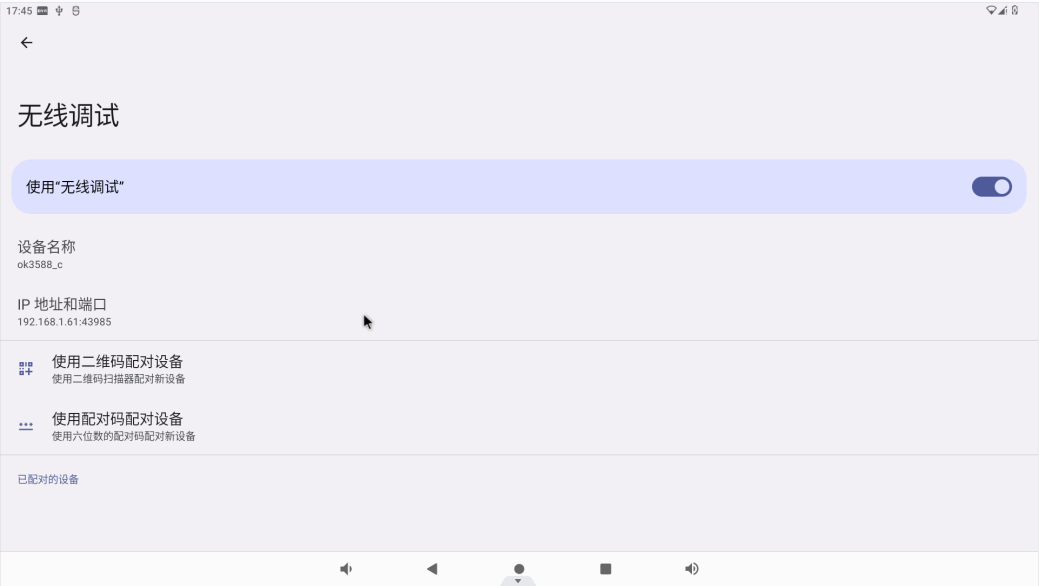 17:45
无线调试
使用“无线调试”
设备名称
ok3588_c
IP 地址和端口
192.168.1.61:43985
使用二维码配对设备
使用二维码扫描器配对新设备
使用配对码配对设备
使用六位数的配对码配对新设备
已配对的设备